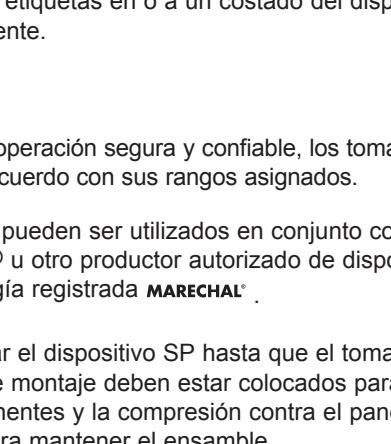 etiquetas en o a un costado del disp
ente.
operación segura y confiable, los toma
cuerdo con sus rangos asignados.
pueden ser utilizados en conjunto co
® u otro productor autorizado de dispo
gía registrada MARECHAL® .
ar el dispositivo SP hasta que el toma
e montaje deben estar colocados para
nentes y la compresión contra el pane
ra mantener el ensamble